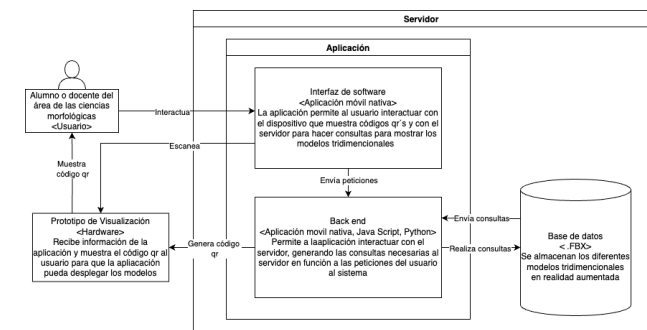 Servidor
Aplicación
Interfaz de software
<Aplicación móvil nativa>
La aplicación permite al usuario interactuar con
el dispositivo que muestra códigos qr´s y con el
servidor para hacer consultas para mostrar los
modelos tridimencionales
Alumno o docente del
área de las ciencias
morfológicas
<Usuario>
Interactua
Escanea
Muestra
código qr
Envía peticiones
Prototipo de Visualización
<Hardware>
Recibe información de la
aplicación y muestra el código qr al
usuario para que la apliacación
pueda desplegar los modelos
Genera código
qr
Back end
<Aplicación movil nativa, Java Script, Python>
Permite a laaplicación interactuar con el
servidor, generando las consultas necesarias al
servidor en función a las peticiones del usuario
al sistema
Envía consultas
Realiza consultas
Base de datos
< .FBX>
Se almacenan los diferentes
modelos tridimencionales
en realidad aumentada